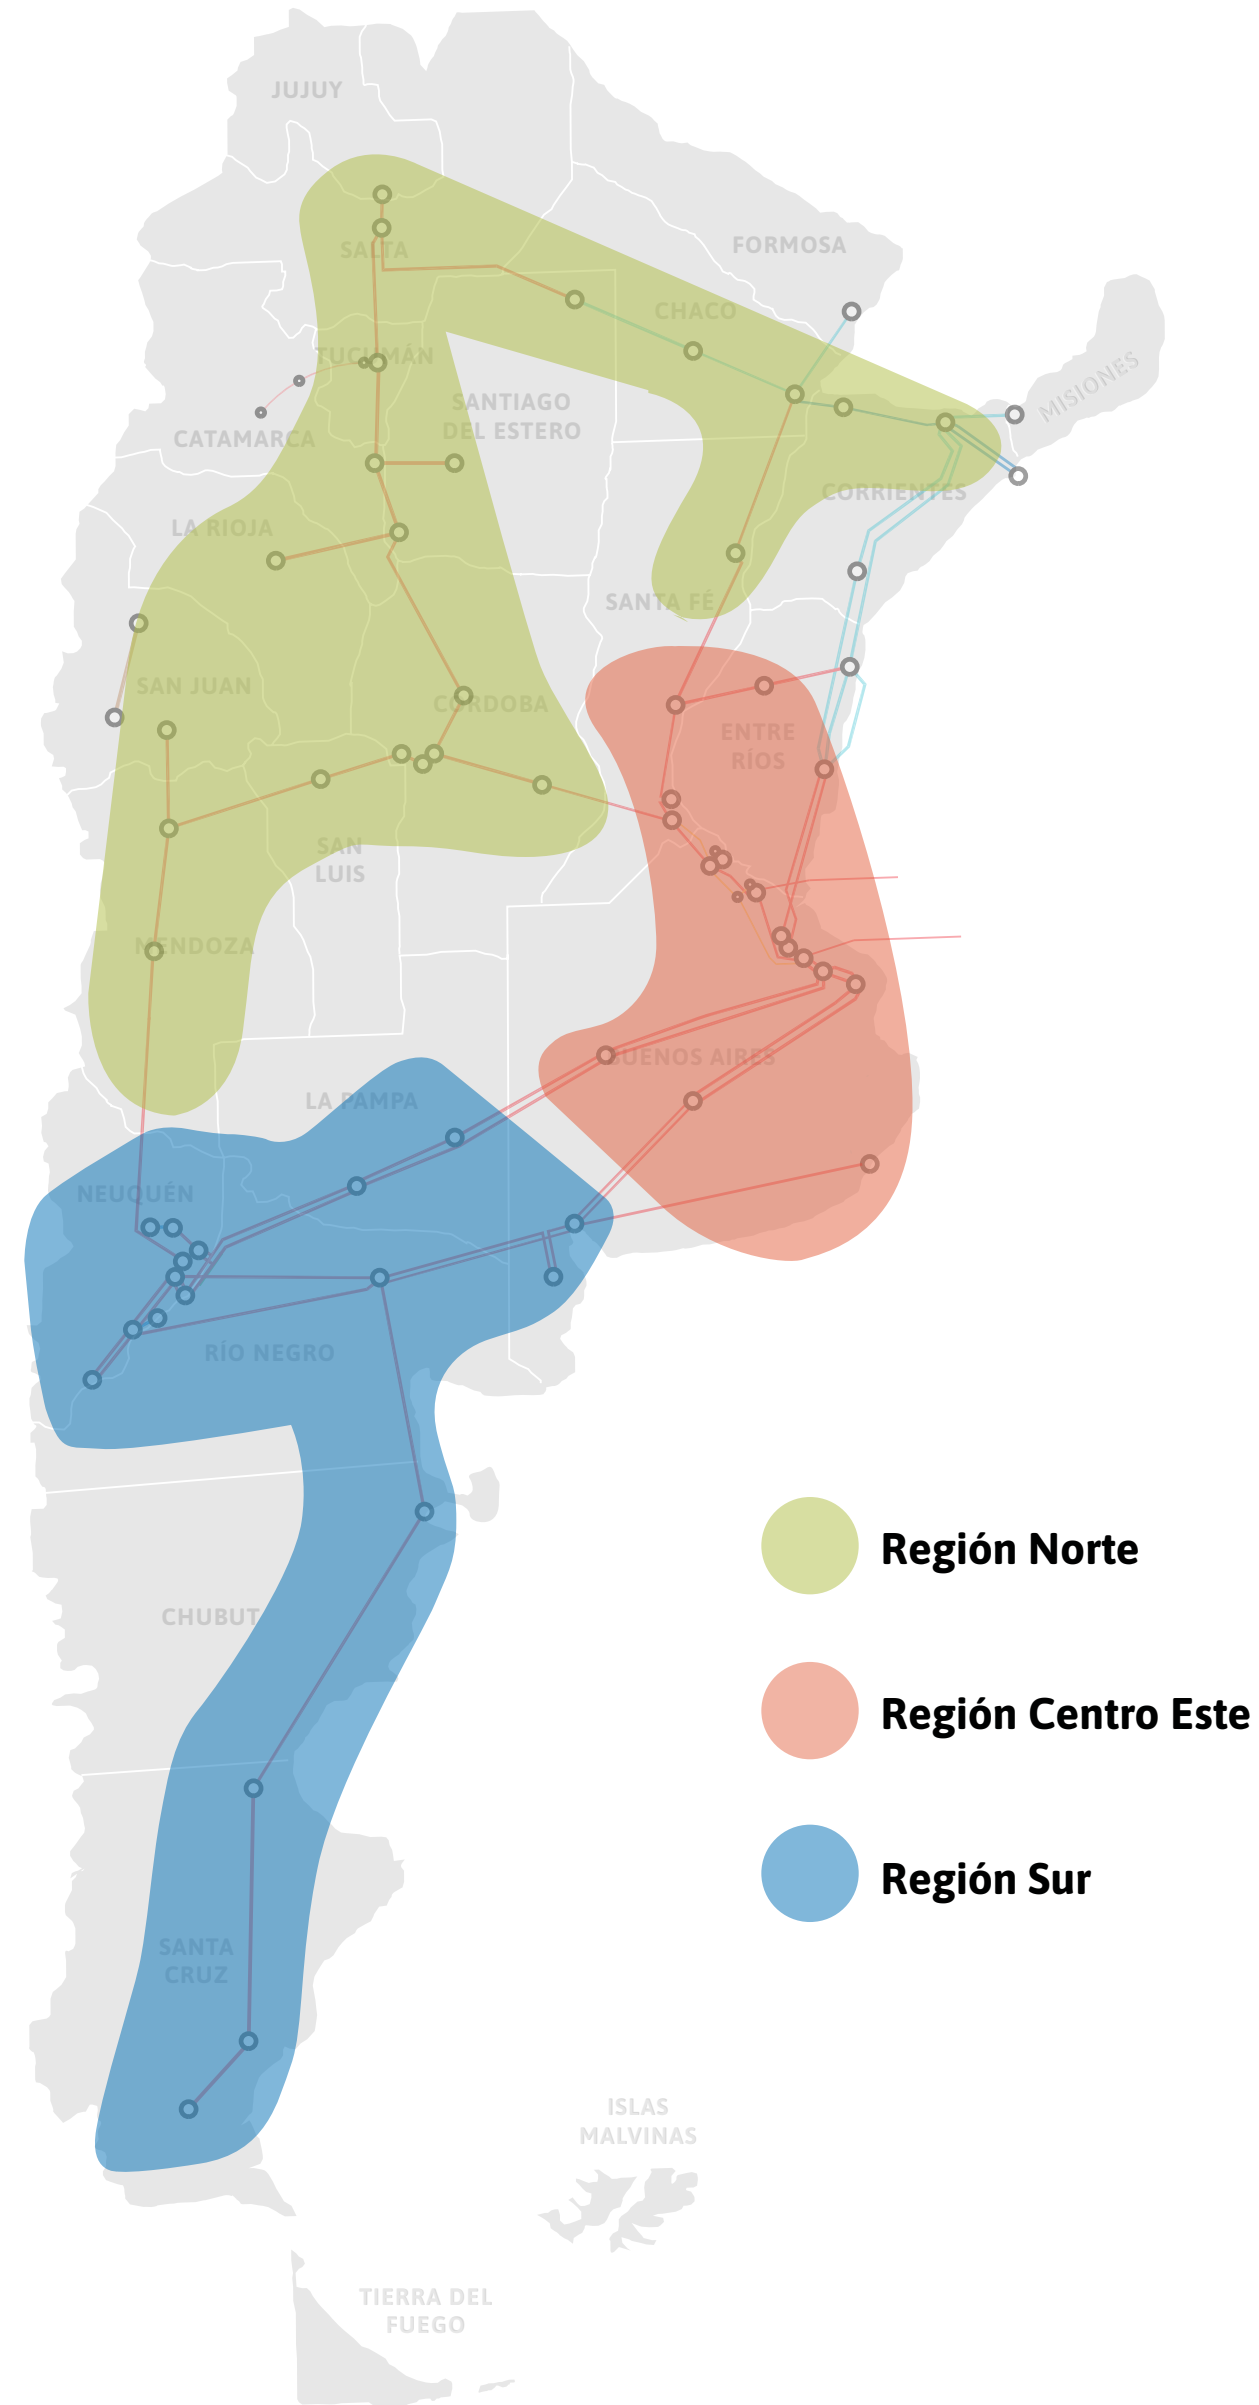 JUJUY
FORMOSA
SALTA
CHACO
TUCUMÁN
MISIONES
SANTIAGO
DEL ESTERO
CATAMARCA
CORRIENTES
LA RIOJA
SANTA FÉ
SAN JUAN
CÓRDOBA
ENTRE
RÍOS
SAN
LUIS
MENDOZA
BUENOS AIRES
LA PAMPA
NEUQUÉN
RÍO NEGRO
Región Norte
CHUBUT
Región Centro Este
Región Sur
SANTA
CRUZ
ISLAS
MALVINAS
TIERRA DEL
FUEGO